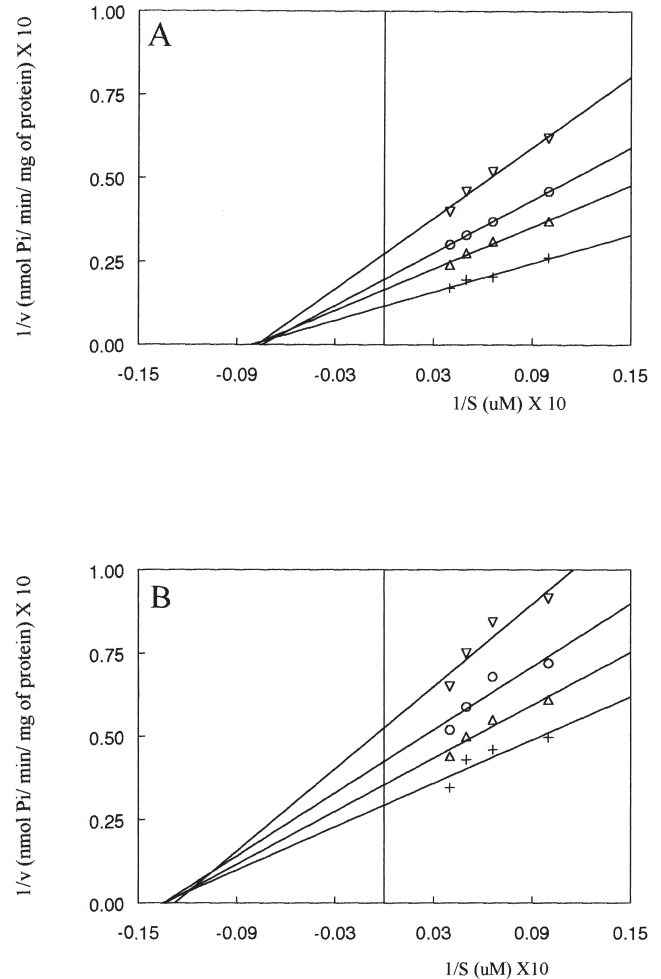 A
1/v (nmol Pi/ min/ mg of protein) X 10
1.00
0.75
0.50
0.25
0.00
-0.15 -0.09 -0.03 0.03 0.09 0.15
1/S (uM) X 10
B
1/v (nmol Pi/ min/ mg of protein) X 10
1.00
0.75
0.50
0.25
0.00
-0.15 -0.09 -0.03 0.03 0.09 0.15
1/S (uM) X10